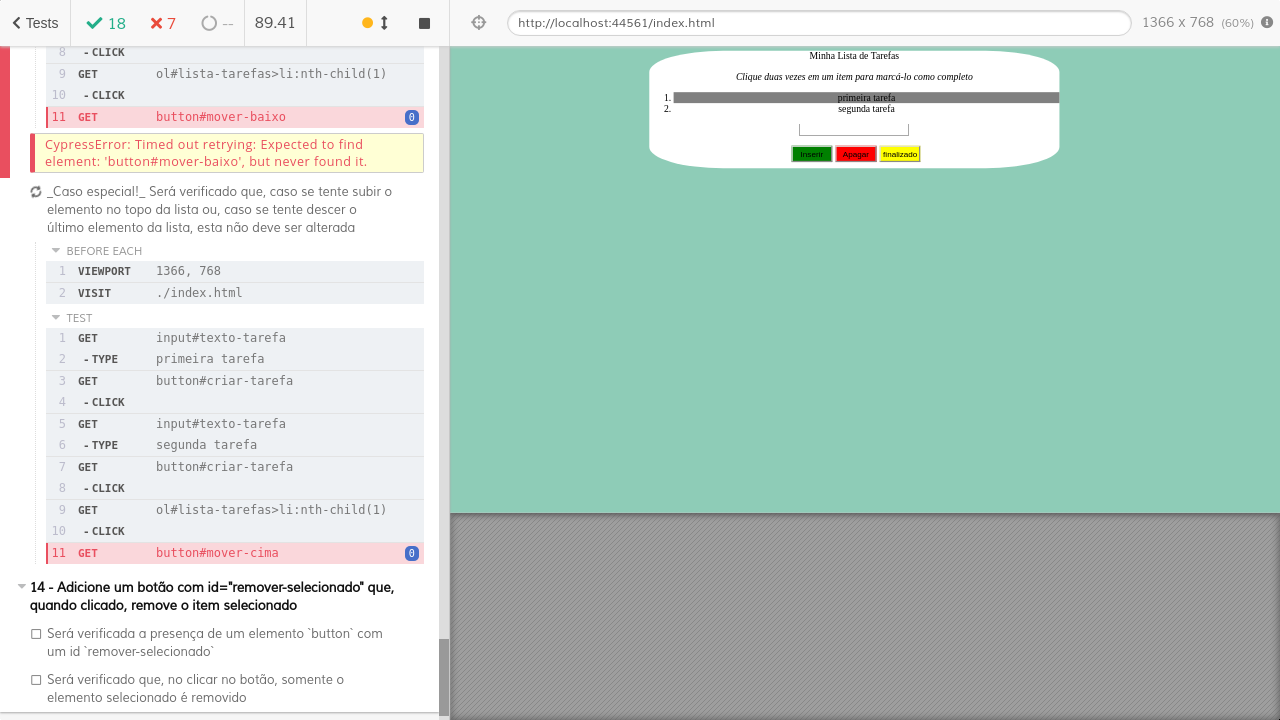 Tests
18
7
--
89.41
http://localhost:44561/index.html
1366 x 768 (60%)
8 - CLICK
9 GET ol#lista-tarefas>li:nth-child(1)
10 - CLICK
11 GET button#mover-baixo 0
CypressError: Timed out retrying: Expected to find
element: 'button#mover-baixo', but never found it.
_Caso especial!_ Será verificado que, caso se tente subir o
elemento no topo da lista ou, caso se tente descer o
último elemento da lista, esta não deve ser alterada
BEFORE EACH
1 VIEWPORT 1366, 768
2 VISIT ./index.html
TEST
1 GET input#texto-tarefa
2 - TYPE primeira tarefa
3 GET button#criar-tarefa
4 - CLICK
5 GET input#texto-tarefa
6 - TYPE segunda tarefa
7 GET button#criar-tarefa
8 - CLICK
9 GET ol#lista-tarefas>li:nth-child(1)
10 - CLICK
11 GET button#mover-cima 0
14 - Adicione um botão com id="remover-selecionado" que,
quando clicado, remove o item selecionado
Será verificada a presença de um elemento `button` com
um id `remover-selecionado`
Será verificado que, no clicar no botão, somente o
elemento selecionado é removido
Minha Lista de Tarefas
Clique duas vezes em um item para marcá-lo como completo
1. primeira tarefa
2. segunda tarefa
Inserir Apagar finalizado